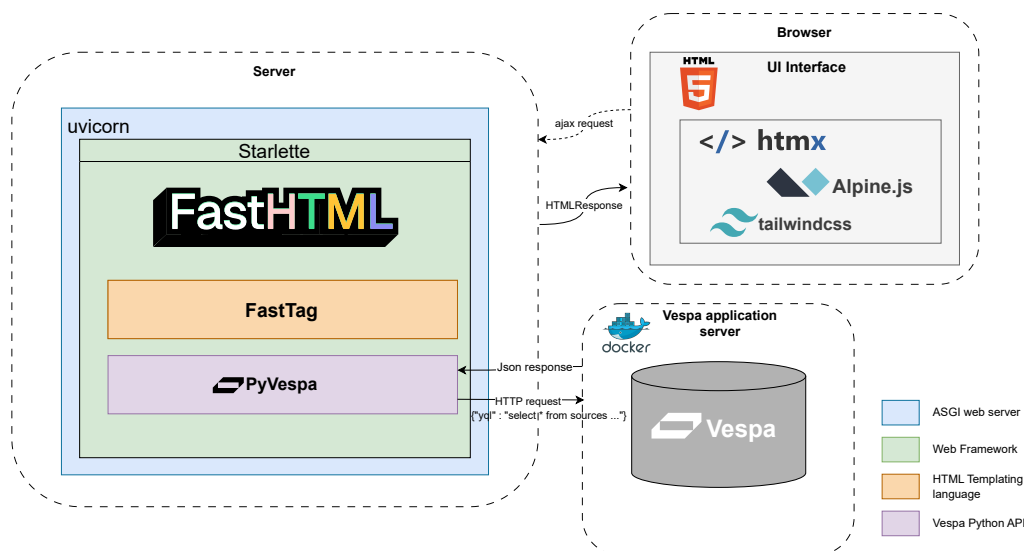 Server
uvicorn
Starlette
FastHTML
FastTag
PyVespa
ajax request
HTMLResponse
Json response
HTTP request
{"yql" : "select * from sources ..."}
Browser
HTML
5
UI Interface
</> htmx
Alpine.js
tailwindcss
docker
Vespa application
server
Vespa
ASGI web server
Web Framework
HTML Templating
language
Vespa Python API